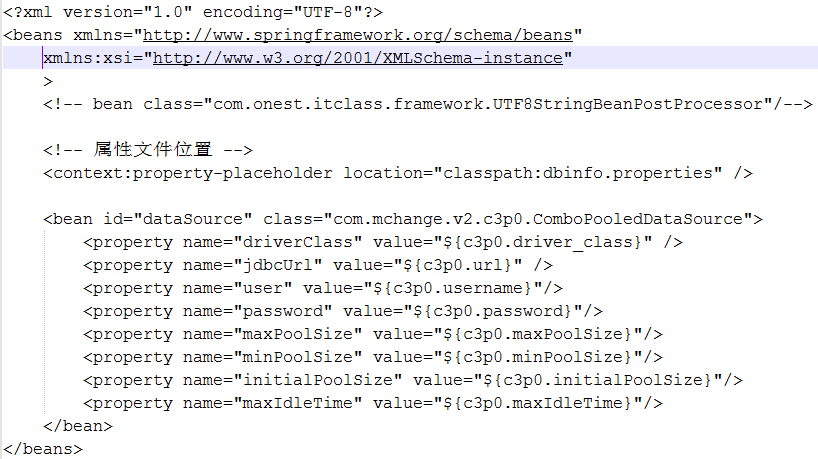 <?xml version="1.0" encoding="UTF-8"?>
<beans xmlns="http://www.springframework.org/schema/beans"
    xmlns:xsi="http://www.w3.org/2001/XMLSchema-instance"
    >
    <!-- bean class="com.onest.itclass.framework.UTF8StringBeanPostProcessor"/-->
    <!-- 属性文件位置 -->
    <context:property-placeholder location="classpath:dbinfo.properties" />
    <bean id="dataSource" class="com.mchange.v2.c3p0.ComboPooledDataSource">
        <property name="driverClass" value="${c3p0.driver_class}" />
        <property name="jdbcUrl" value="${c3p0.url}" />
        <property name="user" value="${c3p0.username}"/>
        <property name="password" value="${c3p0.password}"/>
        <property name="maxPoolSize" value="${c3p0.maxPoolSize}"/>
        <property name="minPoolSize" value="${c3p0.minPoolSize}"/>
        <property name="initialPoolSize" value="${c3p0.initialPoolSize}"/>
        <property name="maxIdleTime" value="${c3p0.maxIdleTime}"/>
    </bean>
</beans>